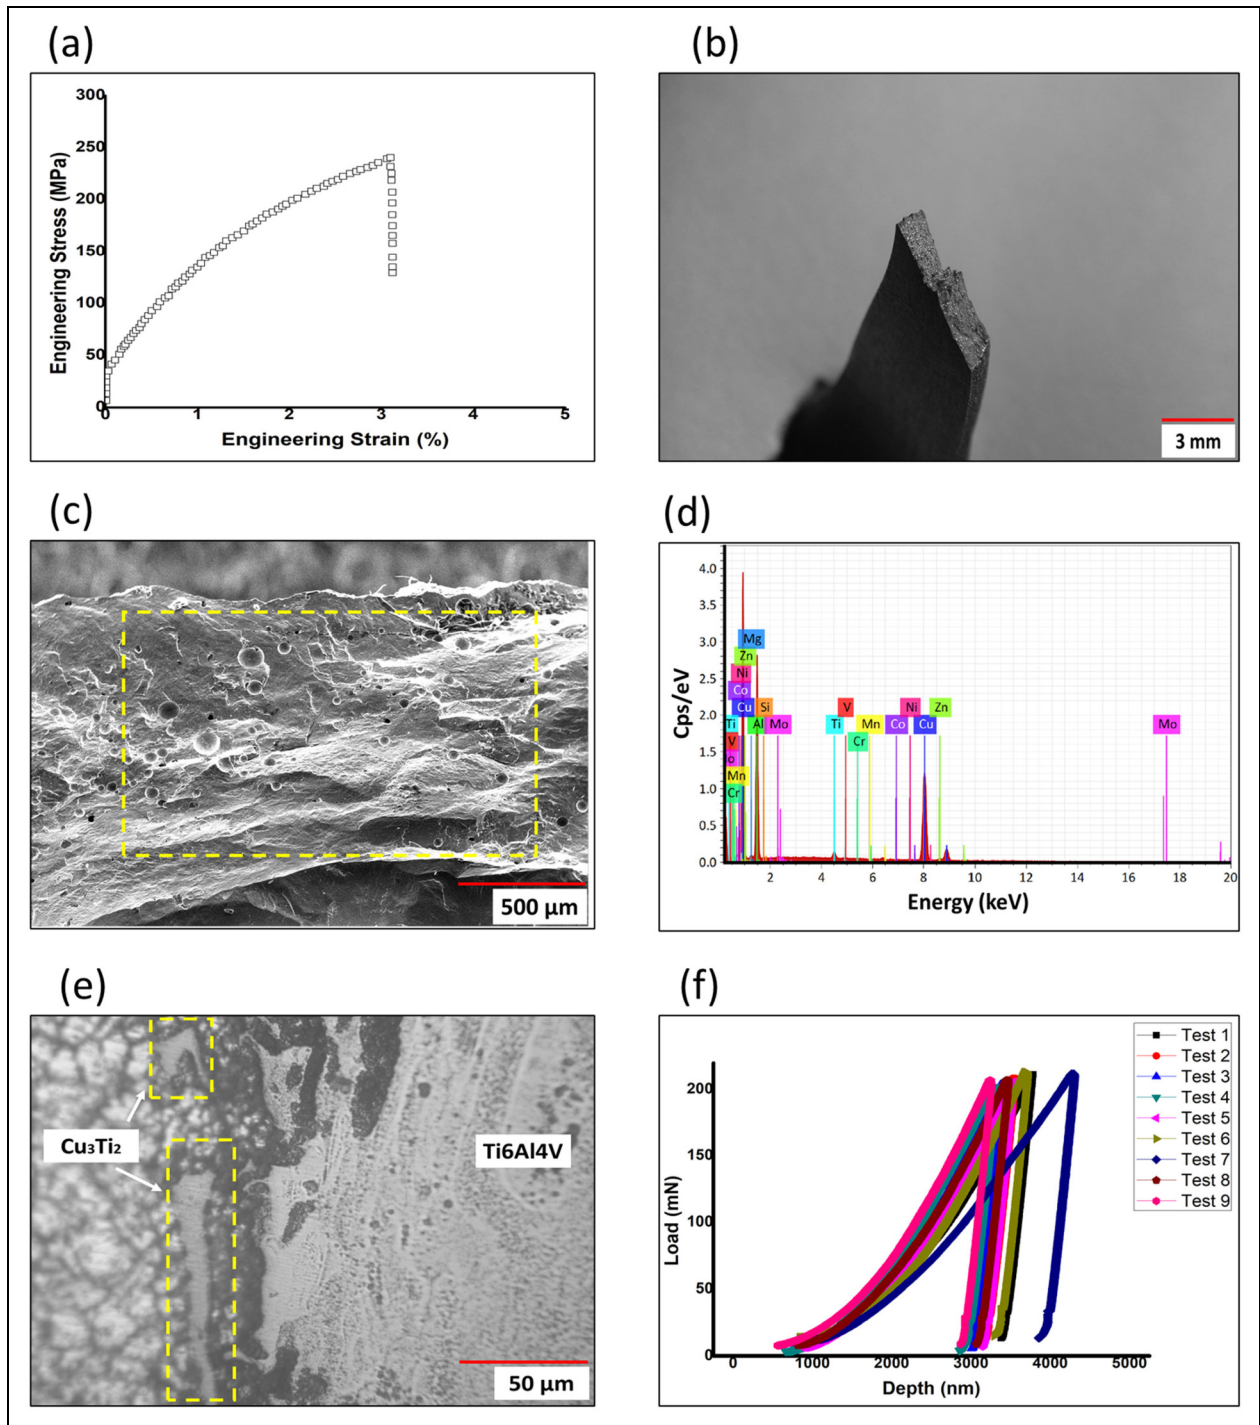 (a)
300
250
200
150
100
50
0
0 1 2 3 4 5
Engineering Stress (MPa)
Engineering Strain (%)
(b)
3 mm
(c)
500 µm
(d)
Cps/eV
4.0
3.5
3.0
2.5
2.0
1.5
1.0
0.5
0.0
Mg
Zn
Ni
Co
Cu
Si
Ti
Al
Mo
V
o
Mn
Cr
Ti
V
Cr
Mn
Co
Ni
Cu
Zn
Mo
2 4 6 8 10 12 14 16 18 20
Energy (keV)
(e)
Cu₃Ti₂
Ti6Al4V
50 µm
(f)
Load (mN)
200
150
100
50
0
0 1000 2000 3000 4000 5000
Depth (nm)
Test 1
Test 2
Test 3
Test 4
Test 5
Test 6
Test 7
Test 8
Test 9